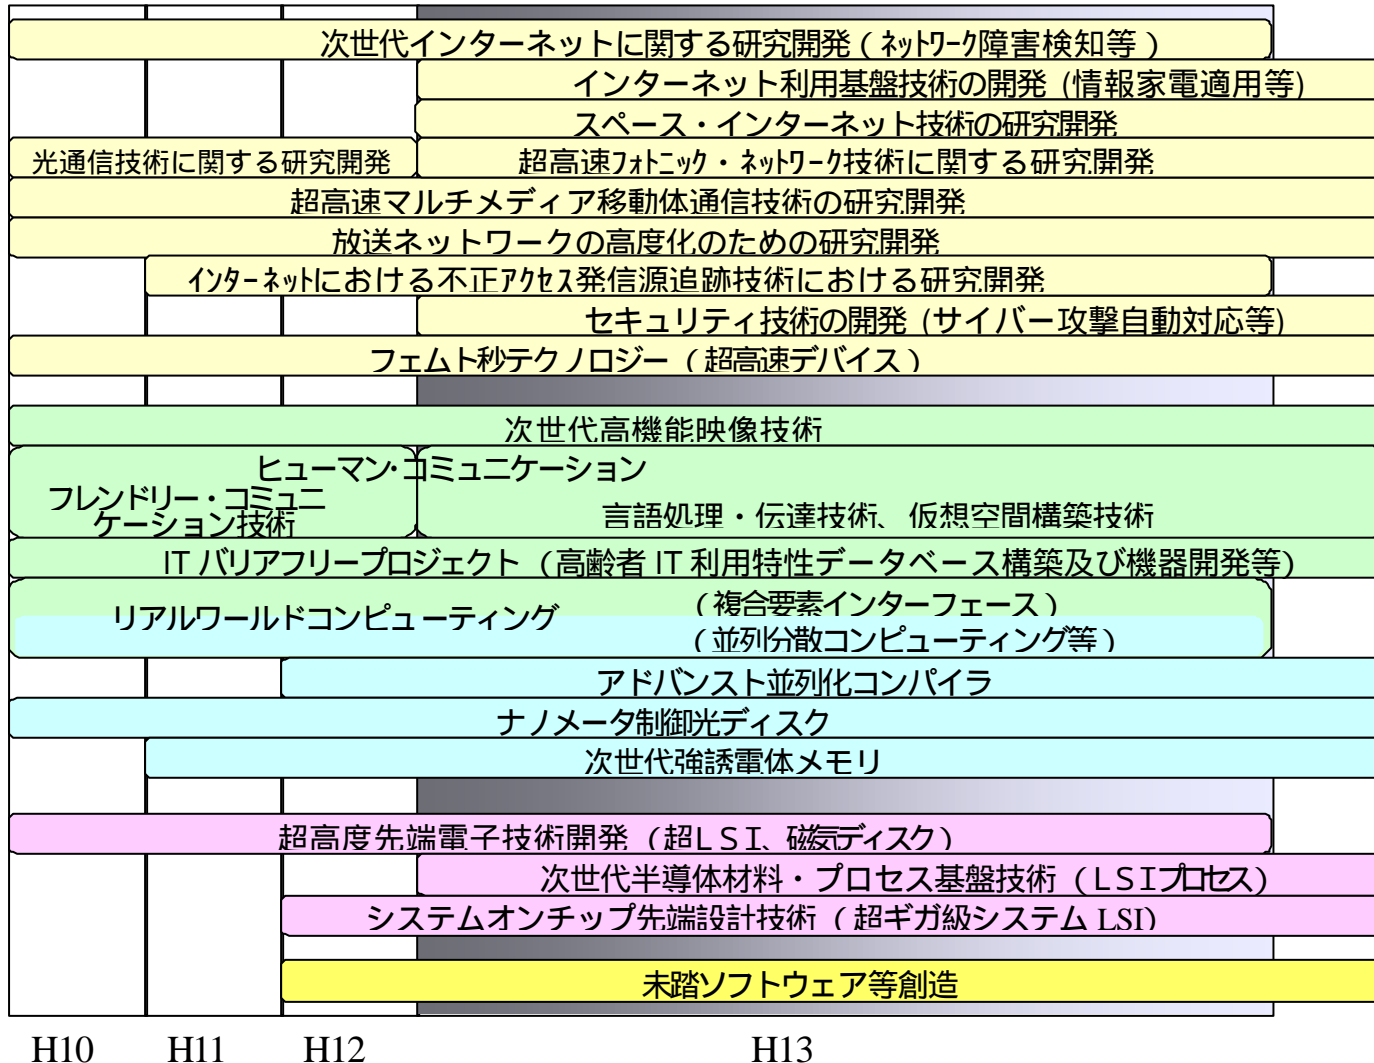 次世代インターネットに関する研究開発(ネットワーク障害検知等)
インターネット利用基盤技術の開発(情報家電適用等)
スペース・インターネット技術の研究開発
光通信技術に関する研究開発
超高速フォトニック・ネットワーク技術に関する研究開発
超高速マルチメディア移動体通信技術の研究開発
放送ネットワークの高度化のための研究開発
インターネットにおける不正アクセス発信源追跡技術における研究開発
セキュリティ技術の開発(サイバー攻撃自動対応等)
フェムト秒テクノロジー(超高速デバイス)
次世代高機能映像技術
ヒューマン・コミュニケーション
フレンドリー・コミュニ
ケーション技術
言語処理・伝達技術、仮想空間構築技術
ITバリアフリープロジェクト(高齢者IT利用特性データベース構築及び機器開発等)
リアルワールドコンピューティング
(複合要素インターフェース)
(並列分散コンピューティング等)
アドバンスト並列化コンパイラ
ナノメータ制御光ディスク
次世代強誘電体メモリ
超高度先端電子技術開発(超LSI、磁気ディスク)
次世代半導体材料・プロセス基盤技術(LSIプロセス)
システムオンチップ先端設計技術(超ギガ級システムLSI)
未踏ソフトウェア等創造
H10 H11 H12 H13